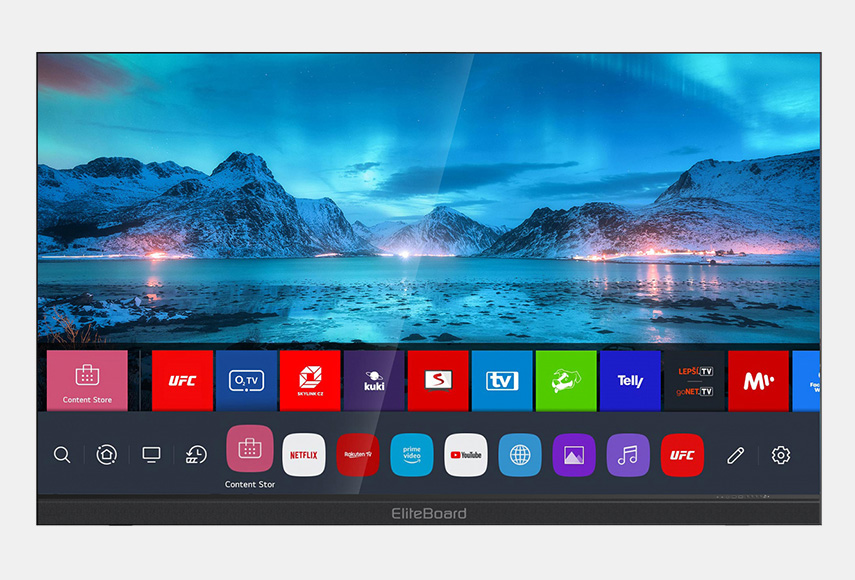 Content Store
UFC
O₂ TV
SKYLINK CZ
kuki
S
tv
Telly
LEPŠÍ.TV
goNET.TV
M
Content Stor
NETFLIX
Rakuten TV
prime video
YouTube
UFC
EliteBoard